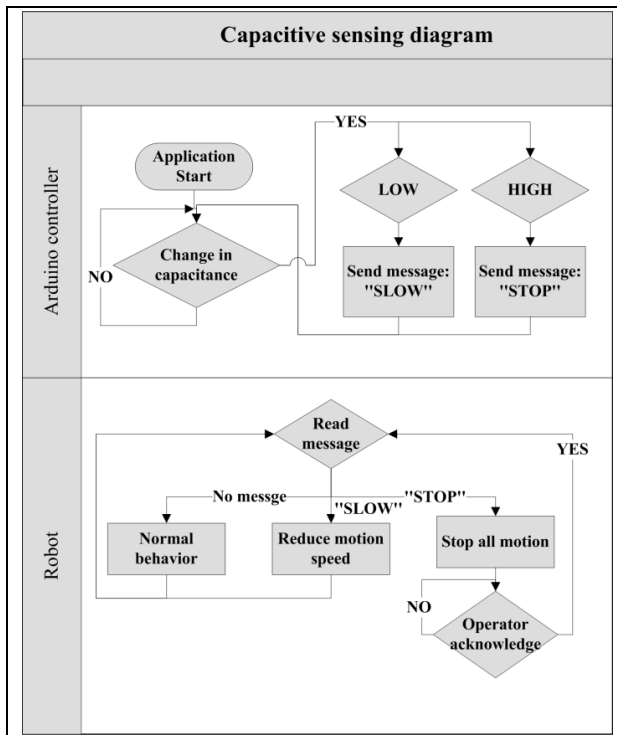 Capacitive sensing diagram
Arduino controller
YES
Application
Start
LOW
HIGH
Change in
capacitance
NO
Send message:
"SLOW"
Send message:
"STOP"
Robot
Read
message
YES
No messge
"SLOW"
"STOP"
Normal
behavior
Reduce motion
speed
Stop all motion
NO
Operator
acknowledge